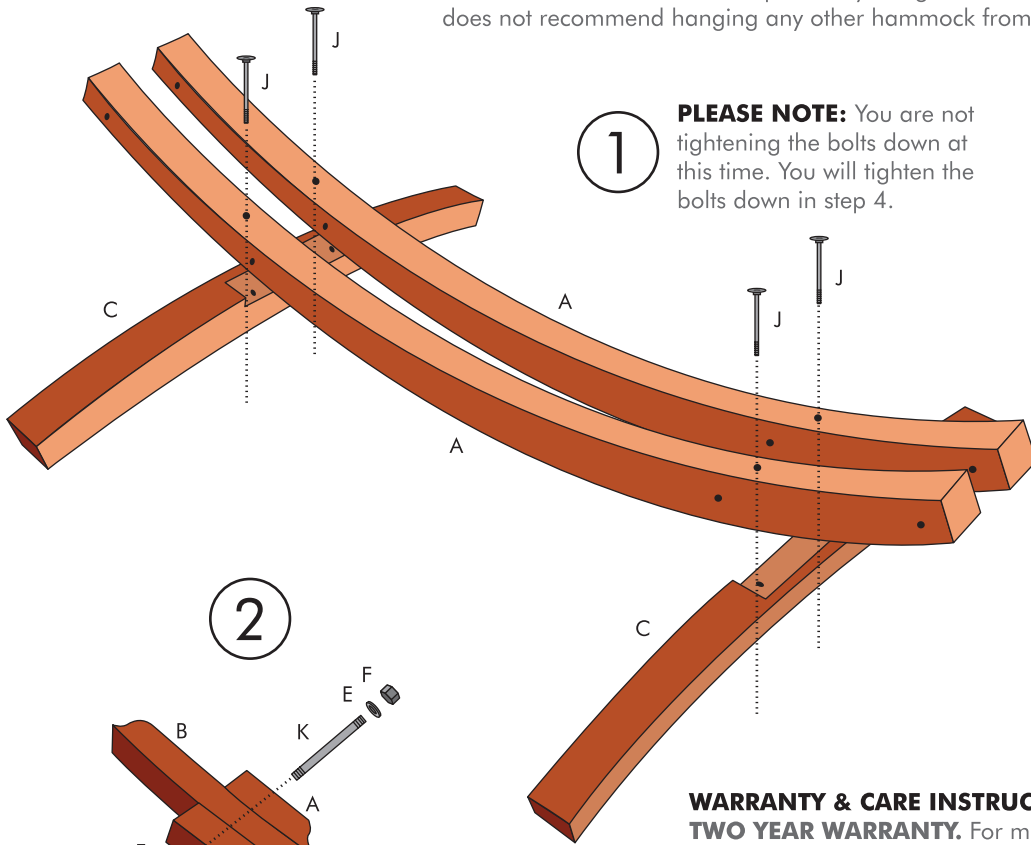 does not recommend hanging any other hammock from
J
J
1
PLEASE NOTE: You are not
tightening the bolts down at
this time. You will tighten the
bolts down in step 4.
J
J
A
C
A
C
2
F
E
K
B
A
WARRANTY & CARE
TWO YEAR WARRANTY. For